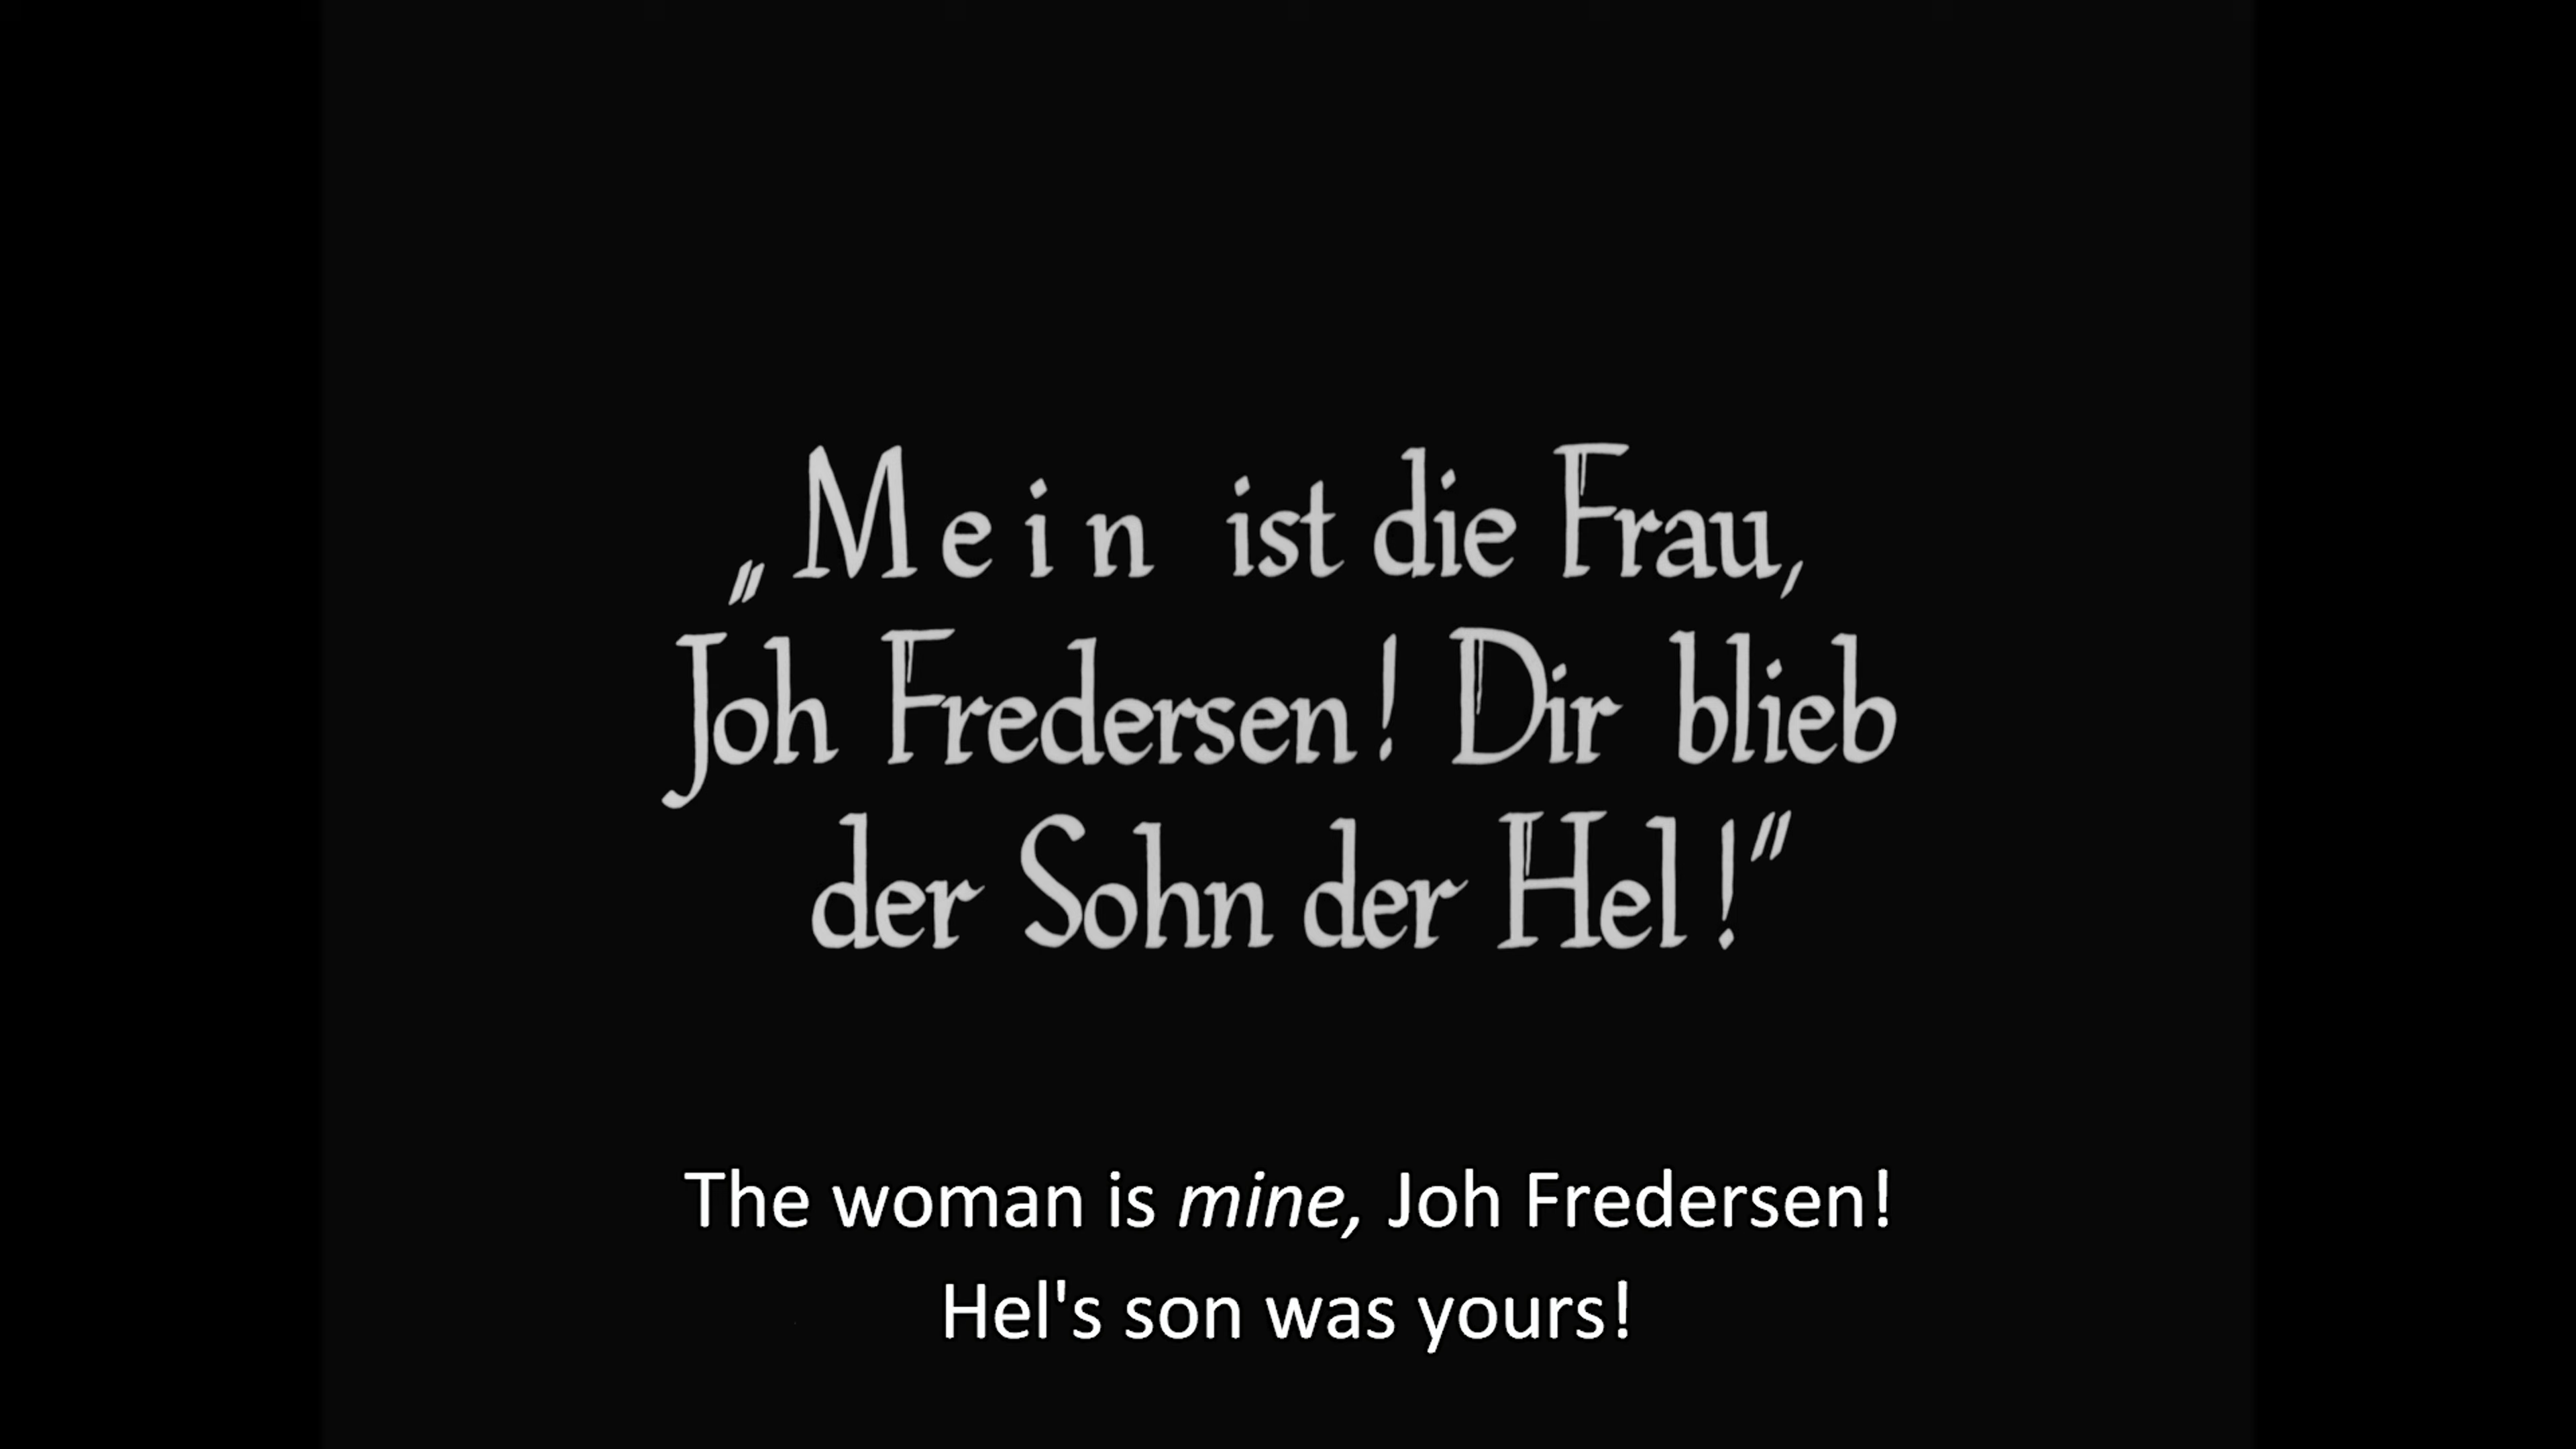 „Mein ist die Frau,
Joh Fredersen! Dir blieb
der Sohn der Hel!"
The woman is mine, Joh Fredersen!
Hel's son was yours!